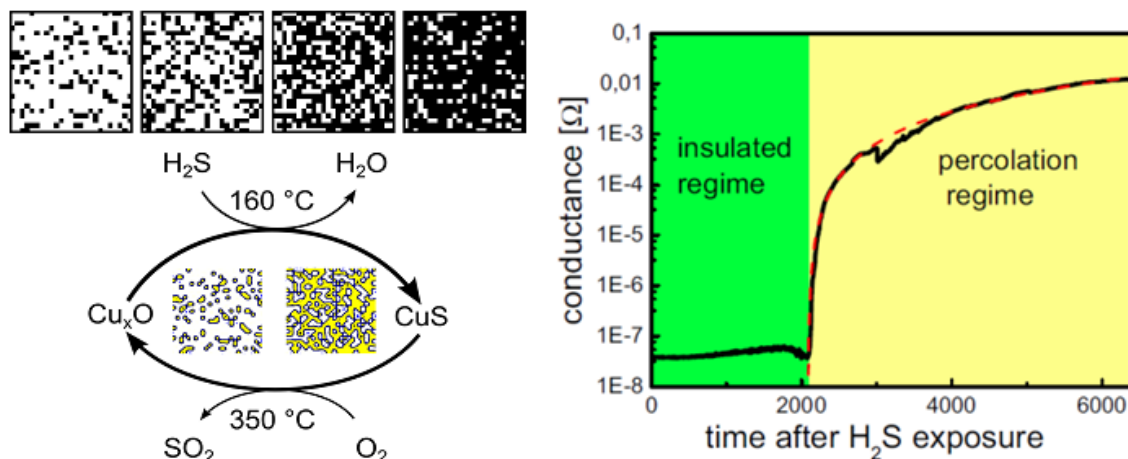 H₂S
H₂O
160 °C
CuₓO
CuS
350 °C
SO₂
O₂
conductance [Ω]
0,1
0,01
1E-3
1E-4
1E-5
1E-6
1E-7
1E-8
insulated
regime
percolation
regime
0
2000
4000
6000
time after H₂S exposure